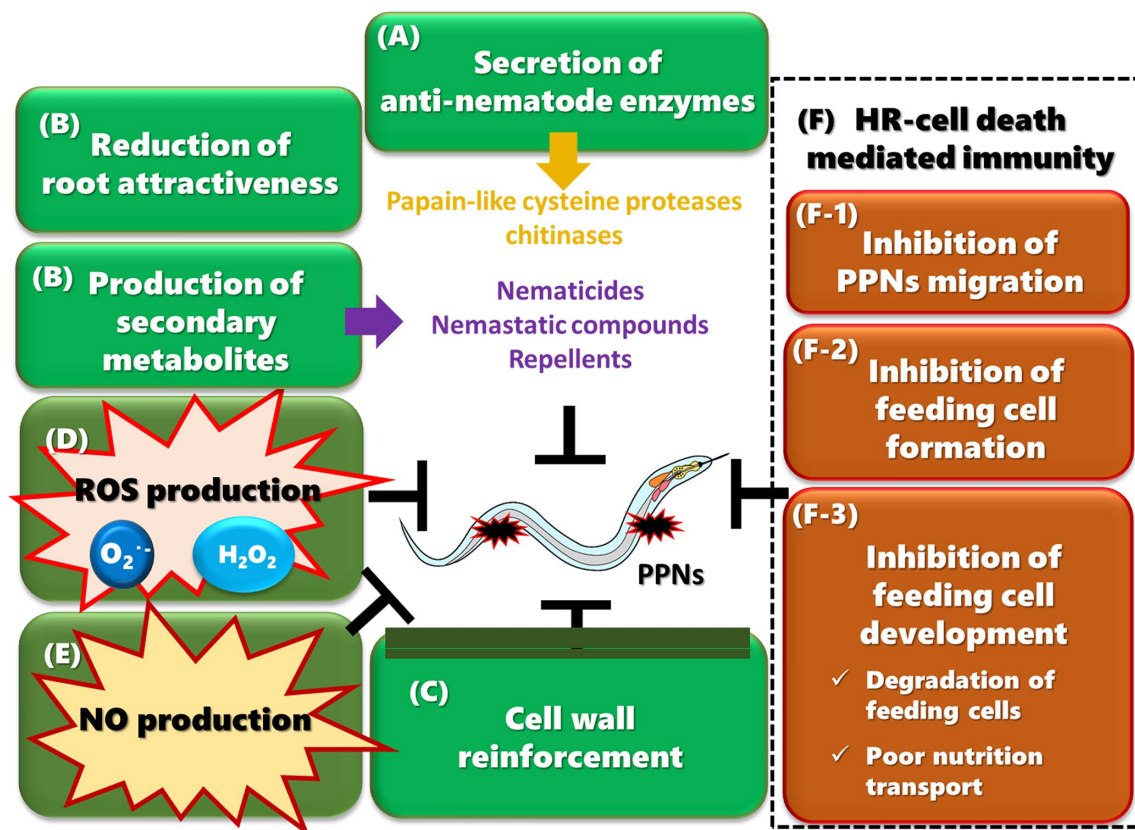 (A)
Secretion of
anti-nematode enzymes
Papain-like cysteine proteases
chitinases
(B)
Reduction of
root attractiveness
(B)
Production of
secondary
metabolites
Nematicides
Nemastatic compounds
Repellents
(D)
ROS production
O₂˙⁻
H₂O₂
(E)
NO production
PPNs
(C)
Cell wall
reinforcement
(F) HR-cell death
mediated immunity
(F-1)
Inhibition of
PPNs migration
(F-2)
Inhibition of
feeding cell
formation
(F-3)
Inhibition of
feeding cell
development
✓ Degradation of
feeding cells
✓ Poor nutrition
transport